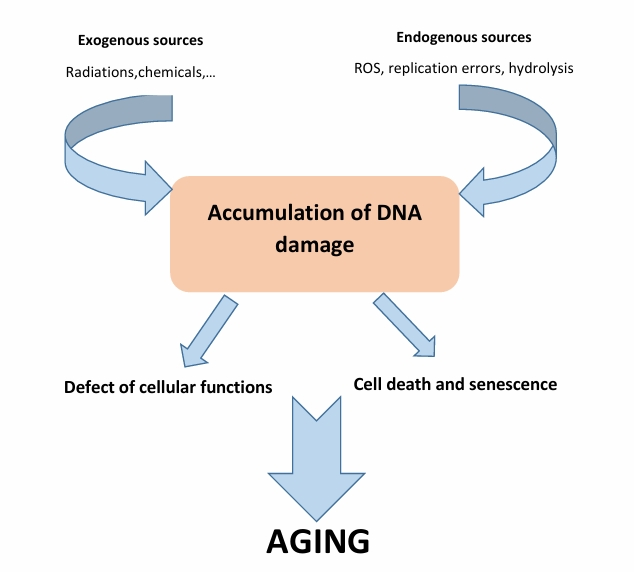 Exogenous sources
Radiations,chemicals,…
Endogenous sources
ROS, replication errors, hydrolysis
Accumulation of DNA
damage
Defect of cellular functions
Cell death and senescence
AGING